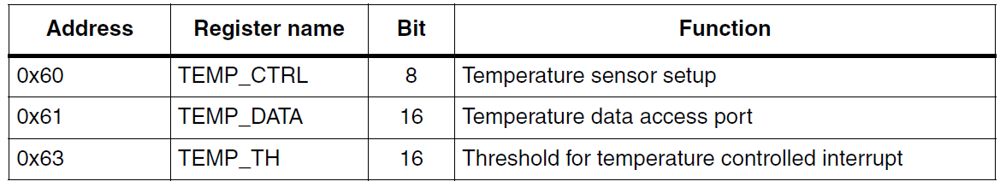 Address Register name Bit Function
0x60 TEMP_CTRL 8 Temperature sensor setup
0x61 TEMP_DATA 16 Temperature data access port
0x63 TEMP_TH 16 Threshold for temperature controlled interrupt